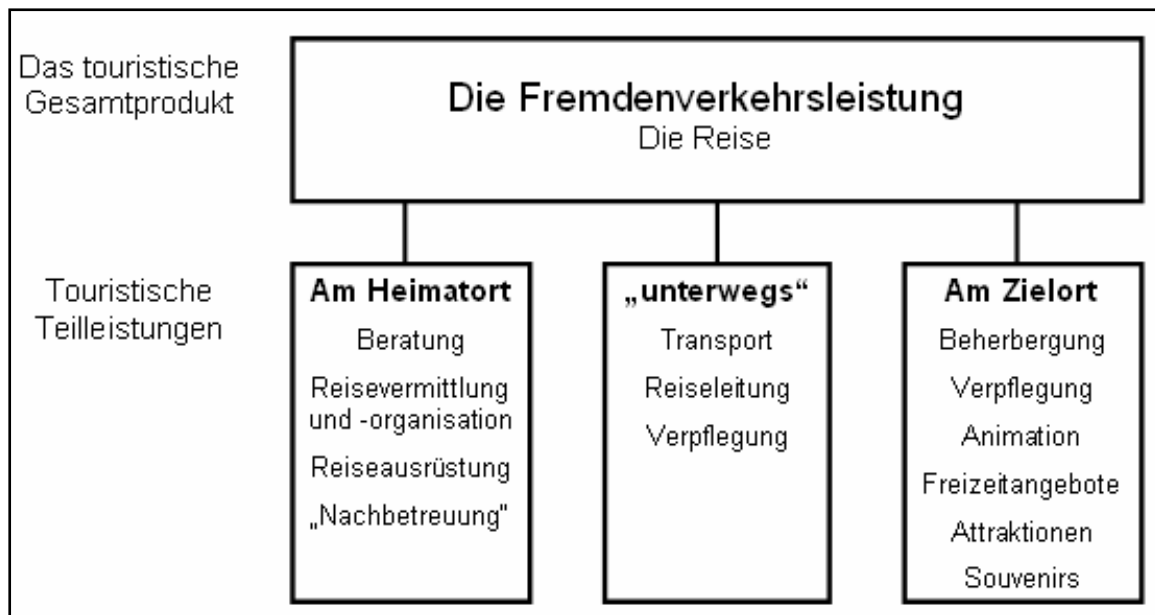 Das touristische
Gesamtprodukt
Die Fremdenverkehrsleistung
Die Reise
Touristische
Teilleistungen
Am Heimatort
Beratung
Reisevermittlung
und -organisation
Reiseausrüstung
„Nachbetreuung"
„unterwegs“
Transport
Reiseleitung
Verpflegung
Am Zielort
Beherbergung
Verpflegung
Animation
Freizeitangebote
Attraktionen
Souvenirs